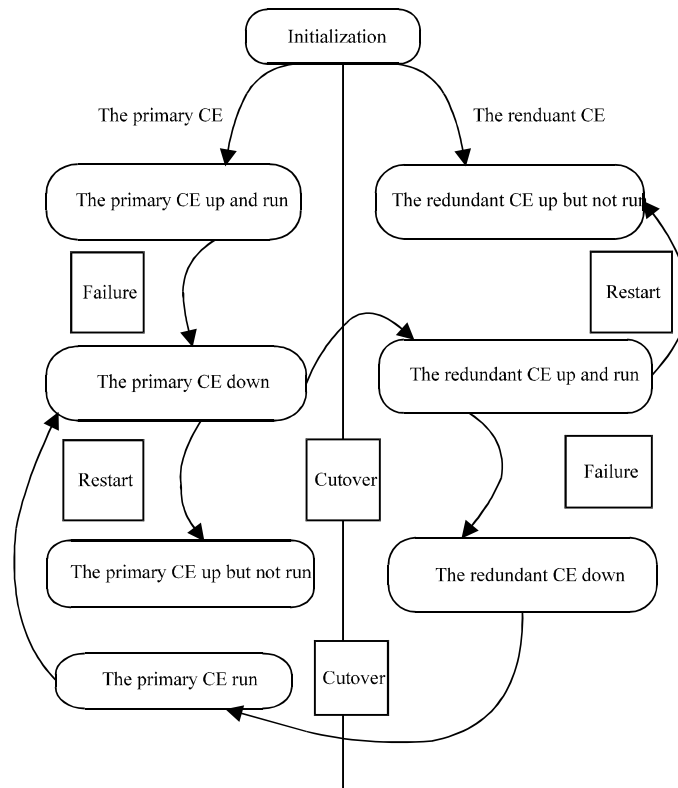 Initialization
The primary CE
The renduant CE
The primary CE up and run
The redundant CE up but not run
Failure
Restart
The primary CE down
The redundant CE up and run
Restart
Cutover
Failure
The primary CE up but not run
The redundant CE down
The primary CE run
Cutover